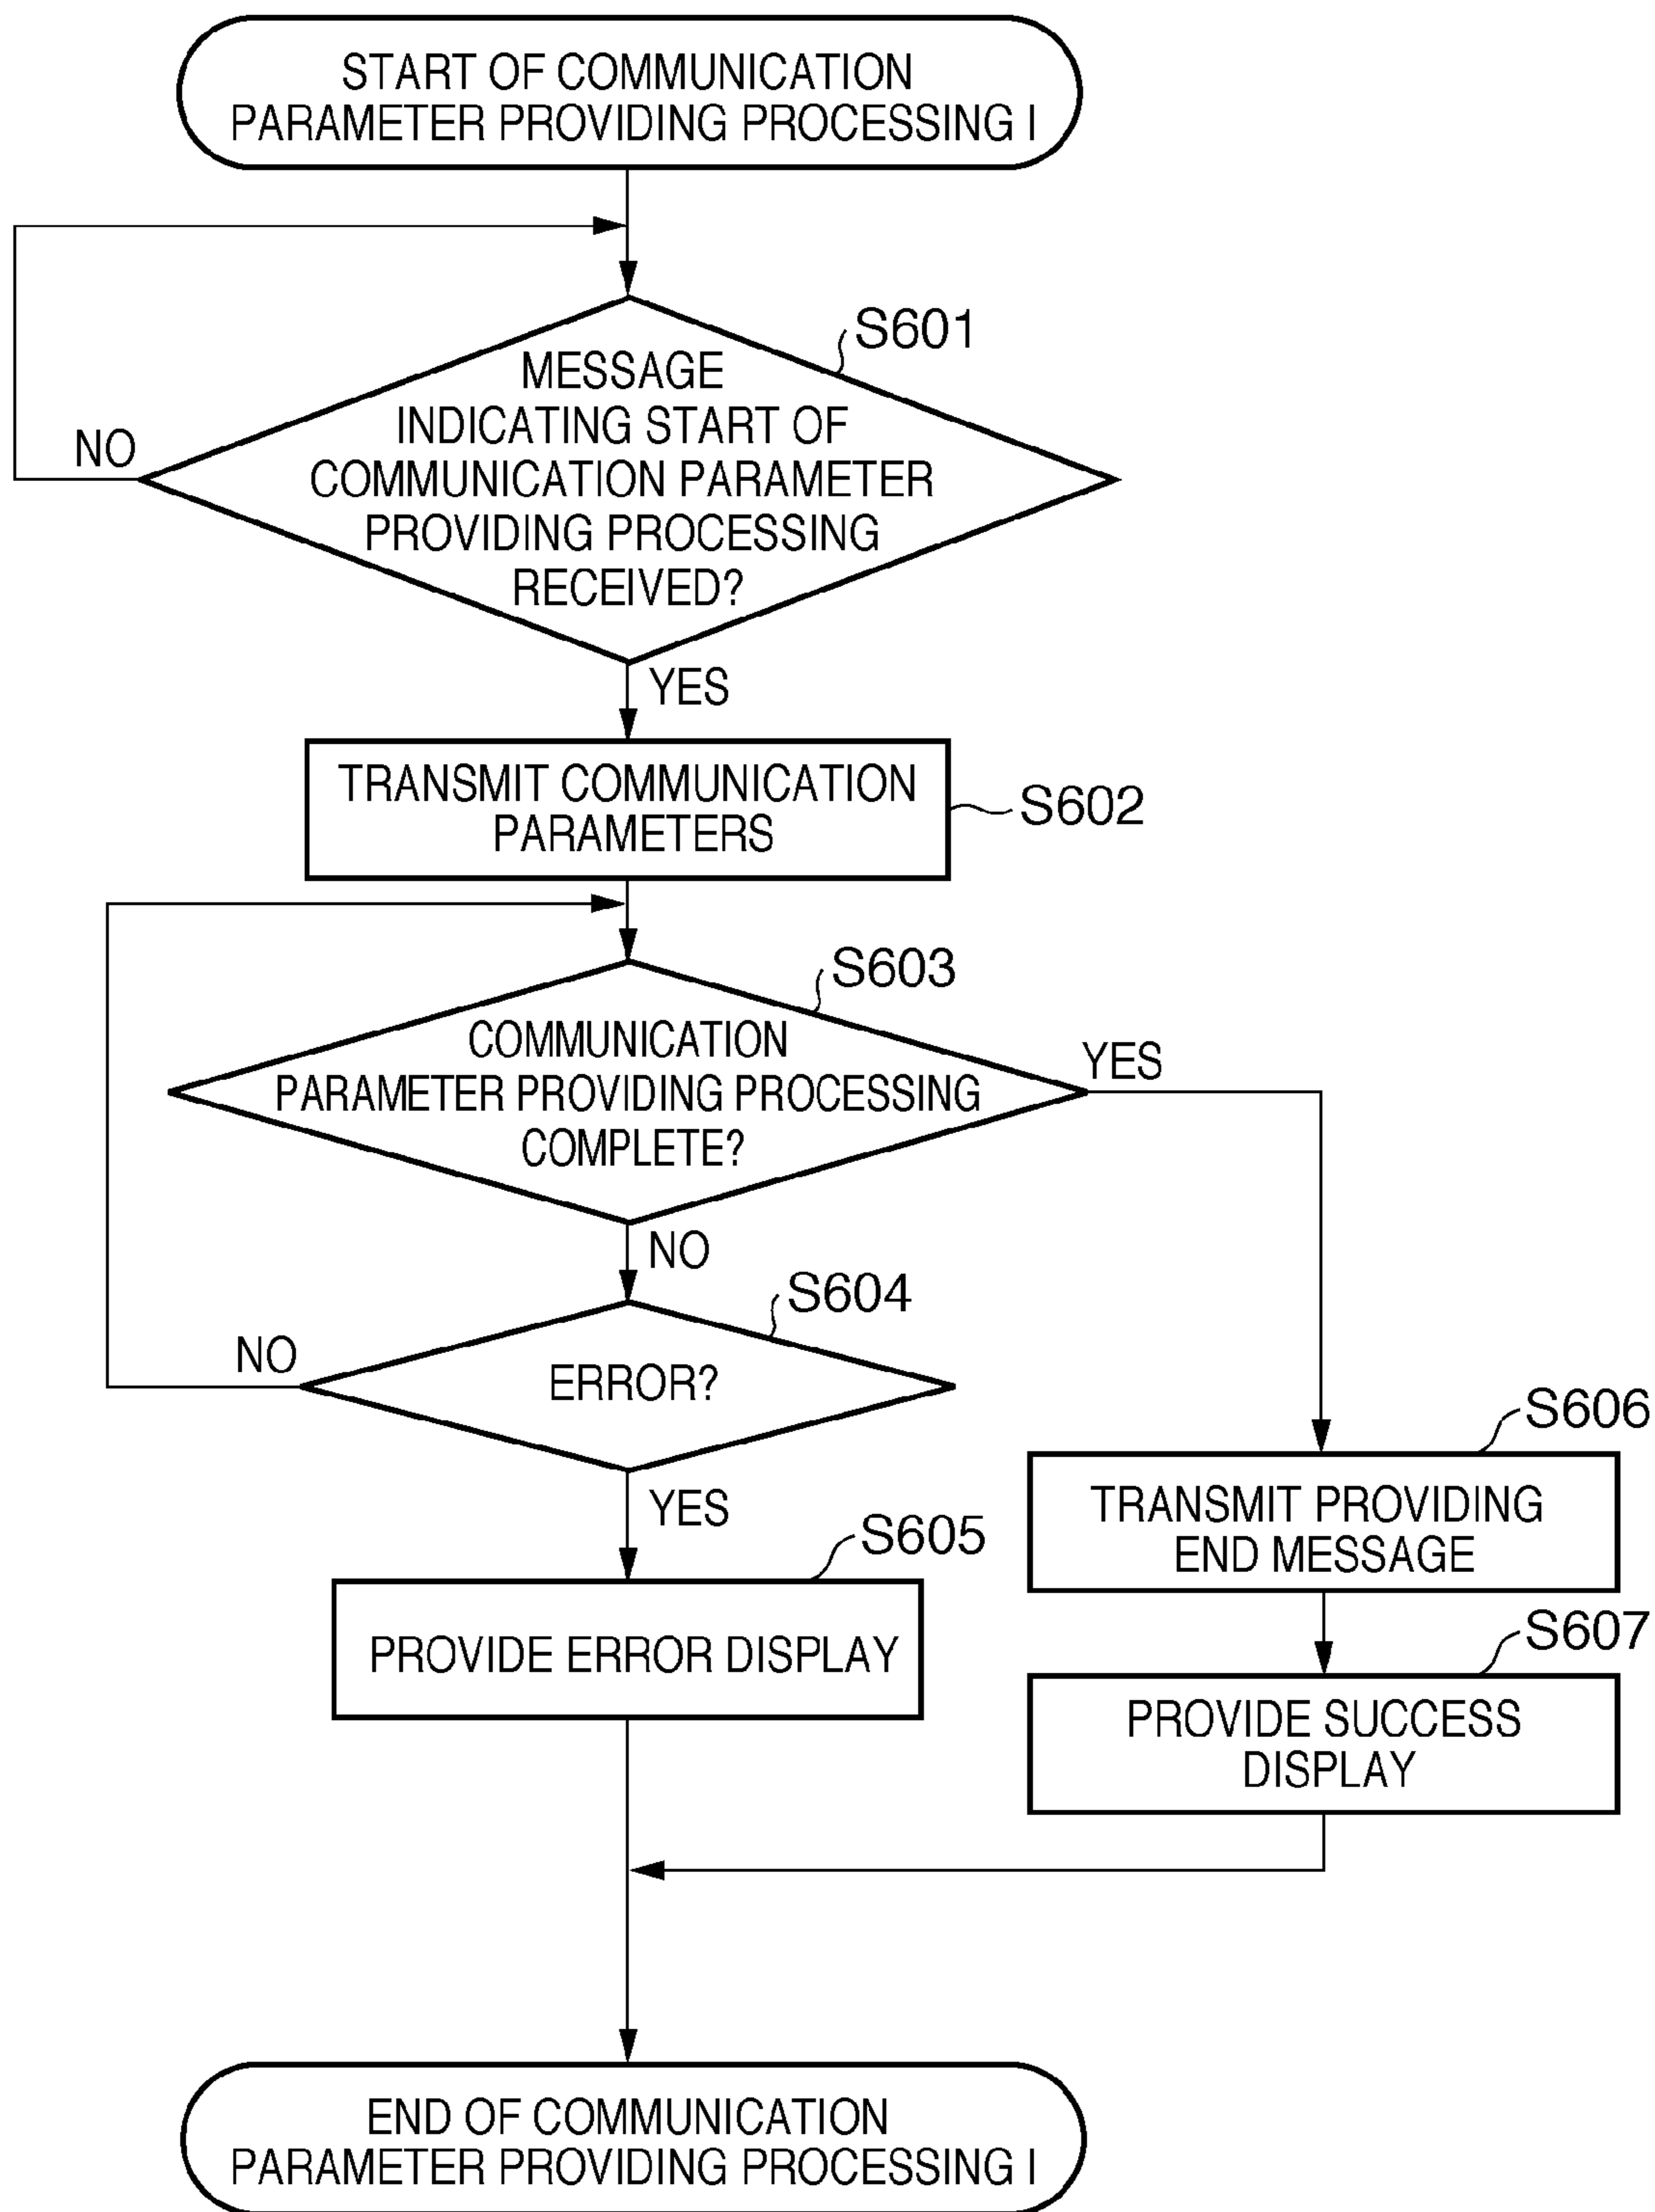 START OF COMMUNICATION
PARAMETER PROVIDING PROCESSING I
S601
MESSAGE
INDICATING START OF
COMMUNICATION PARAMETER
PROVIDING PROCESSING
RECEIVED?
NO
YES
TRANSMIT COMMUNICATION
PARAMETERS
S602
S603
COMMUNICATION
PARAMETER PROVIDING PROCESSING
COMPLETE?
YES
NO
S604
ERROR?
NO
YES
S605
PROVIDE ERROR DISPLAY
S606
TRANSMIT PROVIDING
END MESSAGE
S607
PROVIDE SUCCESS
DISPLAY
END OF COMMUNICATION
PARAMETER PROVIDING PROCESSING I